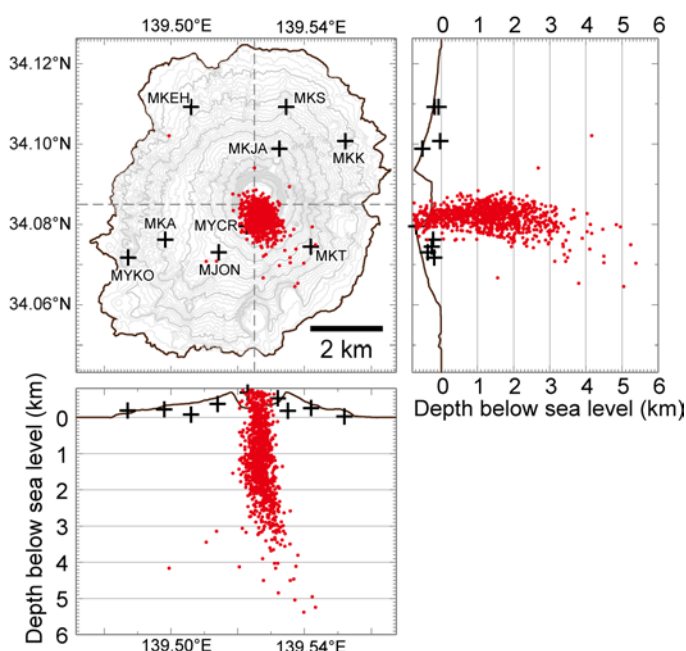 139.50°E 139.54°E
0 1 2 3 4 5 6
34.12°N
34.10°N
34.08°N
34.06°N
MKEH
MKS
MKJA
MKK
MKA
MYCR
MYKO
MJON
MKT
2 km
0 1 2 3 4 5 6
Depth below sea level (km)
Depth below sea level (km)
0
1
2
3
4
5
6
139.50°E 139.54°E